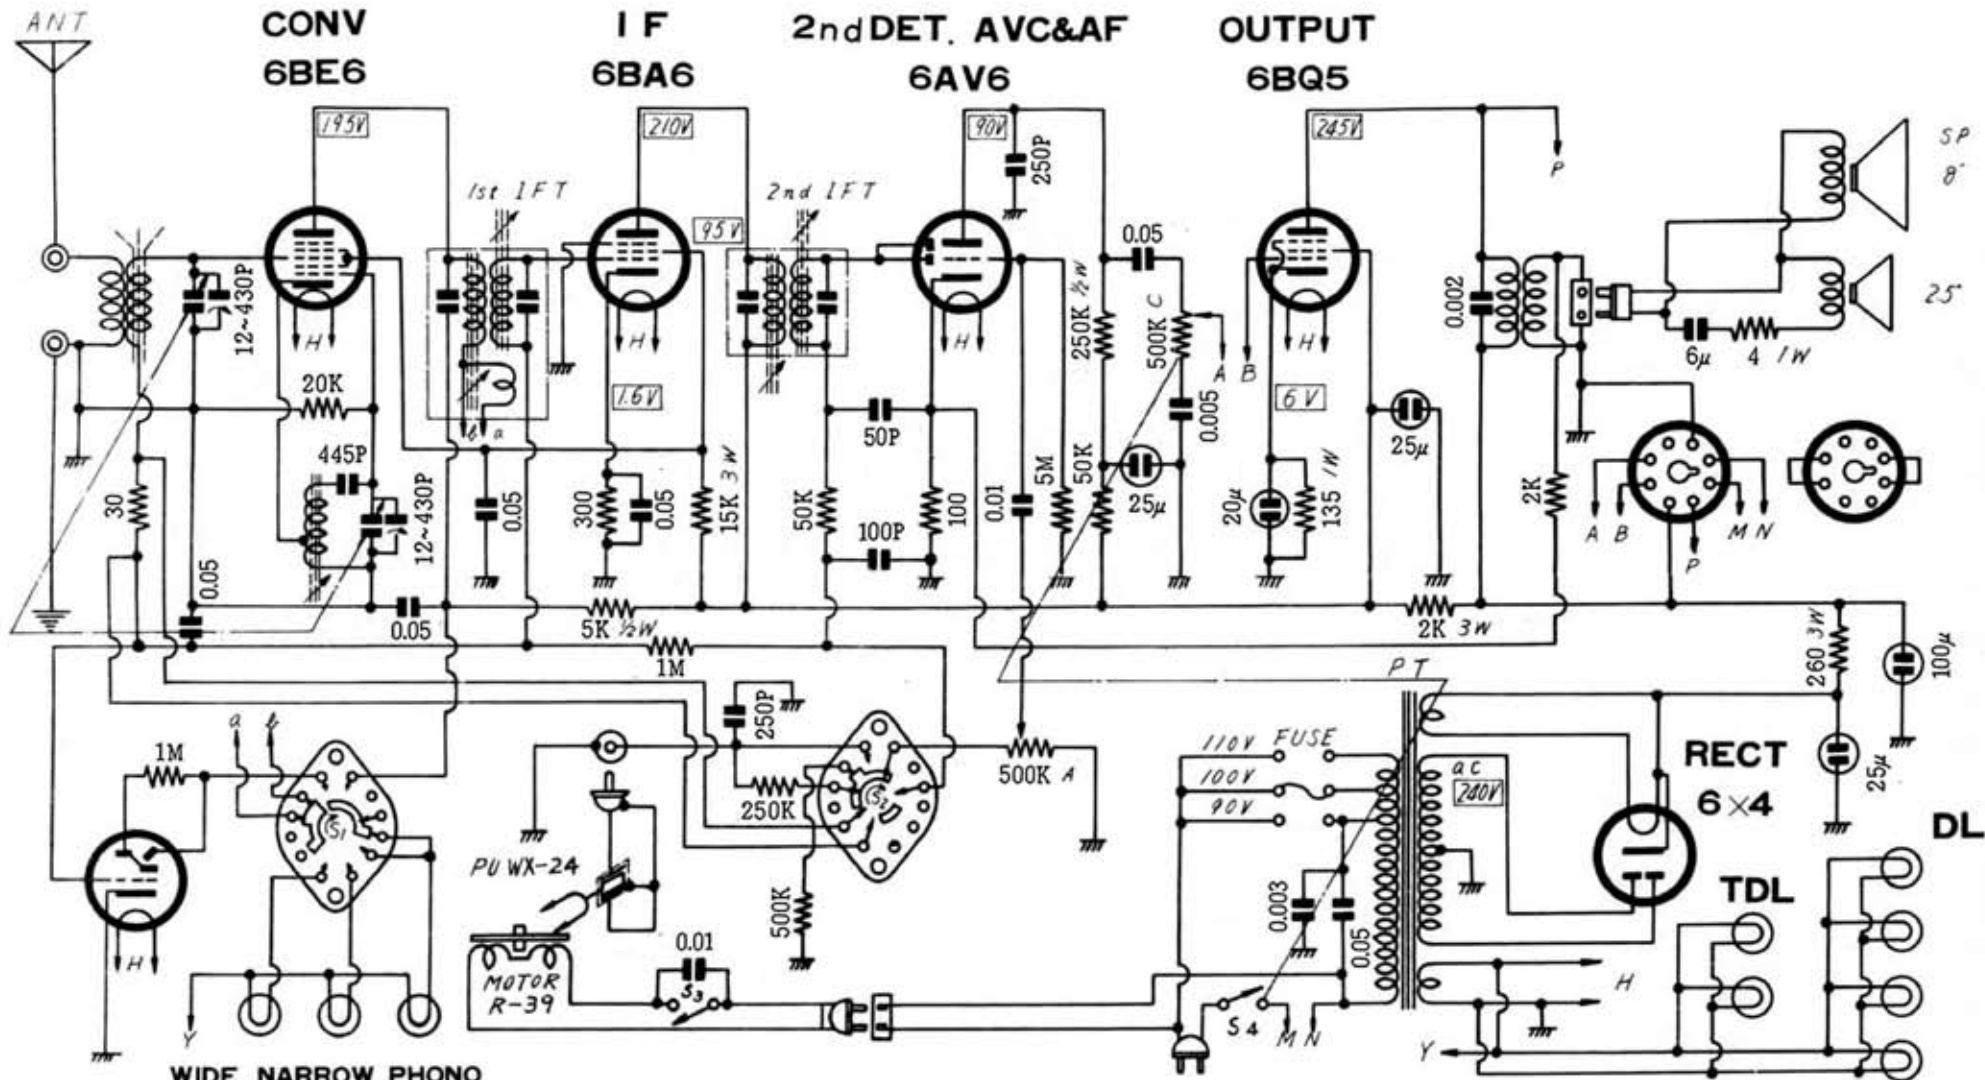 ANT
CONV
6BE6
IF
6BA6
2nd DET. AVC&AF
6AV6
OUTPUT
6BQ5
195V
210V
90V
245V
250P
P
SP
8"
1st IFT
2nd IFT
95V
0.05
12~430P
H
H
H
H
250K 1/2W
500K C
A B
0.002
25"
6μ
4 1W
20K
1.6V
6V
b a
50P
0.005
25μ
445P
30
12~430P
0.05
300
0.05
15K 3W
50K
100P
100
0.01
5M
50K
25μ
20μ
135 1W
2K
A B
M N
P
0.05
0.05
5K 1/2W
2K 3W
1M
260 3W
100μ
PT
a b
250P
1M
S1
250K
S2
500K A
110V FUSE
100V
90V
ac
240V
RECT
6×4
25μ
DL
PU WX-24
TDL
500K
0.003
0.05
H
MOTOR
R-39
0.01
S3
S4
M N
H
Y
Y
WIDE NARROW PHONO